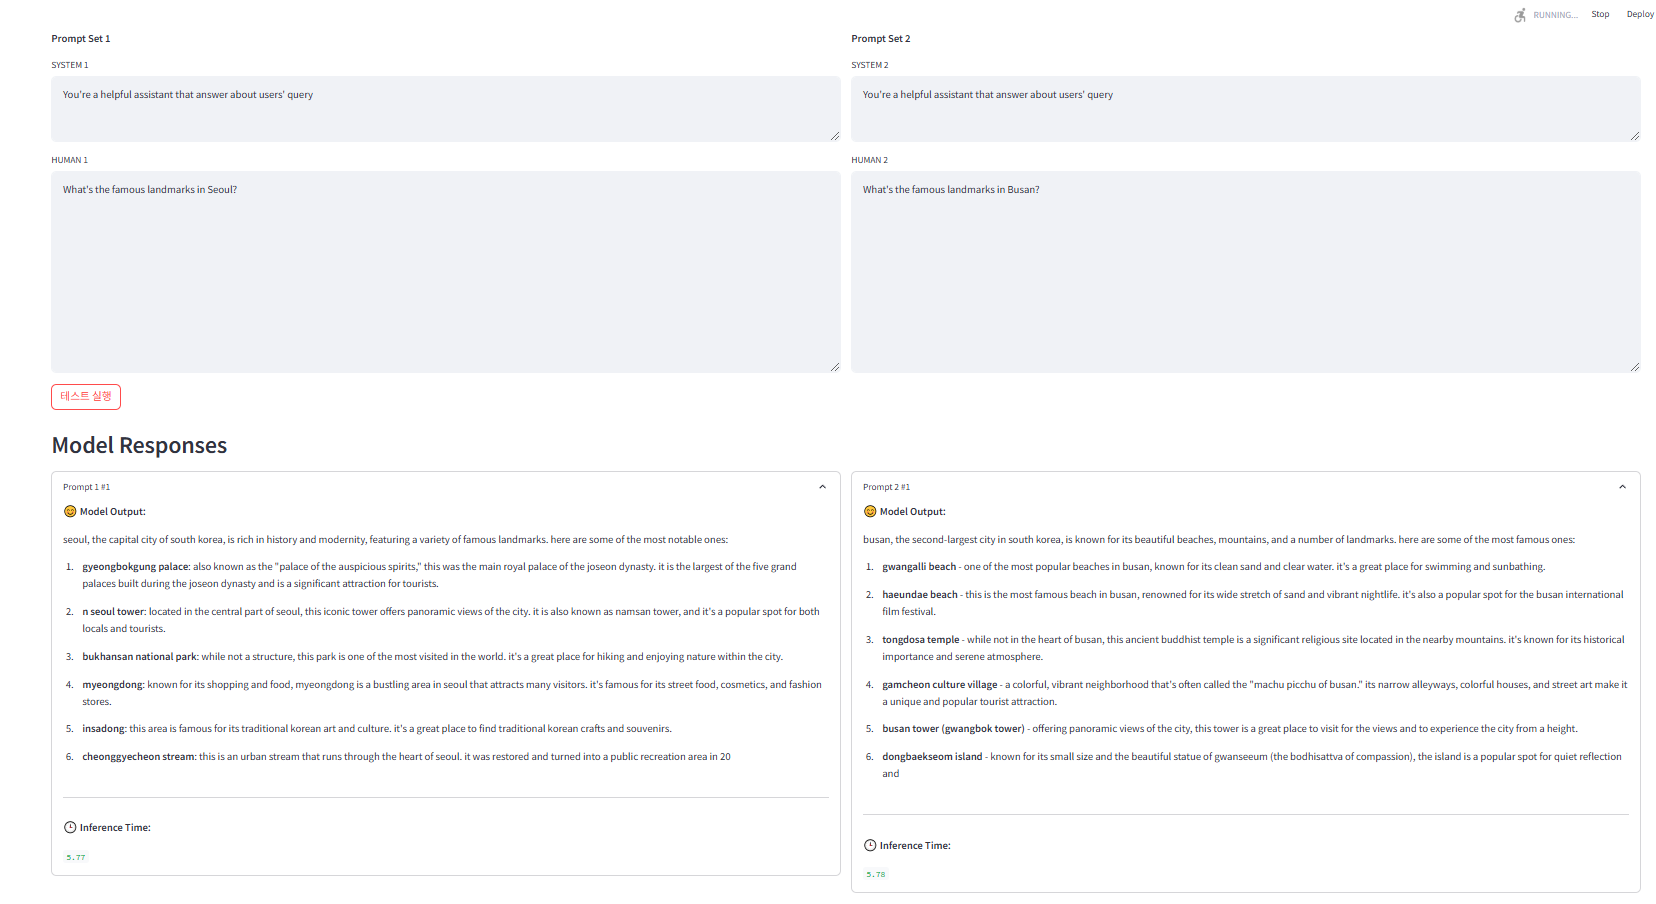 RUNNING...
Stop
Deploy
Prompt Set 1
SYSTEM 1
You're a helpful assistant that answer about users' query
HUMAN 1
What's the famous landmarks in Seoul?
Prompt Set 2
SYSTEM 2
You're a helpful assistant that answer about users' query
HUMAN 2
What's the famous landmarks in Busan?
테스트 실행
Model Responses
Prompt 1 #1
Model Output:
seoul, the capital city of south korea, is rich in history and modernity, featuring a variety of famous landmarks. here are some of the most notable ones:
1. gyeongbokgung palace: also known as the "palace of the auspicious spirits," this was the main royal palace of the joseon dynasty. it is the largest of the five grand
palaces built during the joseon dynasty and is a significant attraction for tourists.
2. n seoul tower: located in the central part of seoul, this iconic tower offers panoramic views of the city. it is also known as namsan tower, and it's a popular spot for both
locals and tourists.
3. bukhansan national park: while not a structure, this park is one of the most visited in the world. it's a great place for hiking and enjoying nature within the city.
4. myeongdong: known for its shopping and food, myeongdong is a bustling area in seoul that attracts many visitors. it's famous for its street food, cosmetics, and fashion
stores.
5. insadong: this area is famous for its traditional korean art and culture. it's a great place to find traditional korean crafts and souvenirs.
6. cheonggyecheon stream: this is an urban stream that runs through the heart of seoul. it was restored and turned into a public recreation area in 20
Inference Time:
5.77
Prompt 2 #1
Model Output:
busan, the second-largest city in south korea, is known for its beautiful beaches, mountains, and a number of landmarks. here are some of the most famous ones:
1. gwangalli beach - one of the most popular beaches in busan, known for its clean sand and clear water. it's a great place for swimming and sunbathing.
2. haeundae beach - this is the most famous beach in busan, renowned for its wide stretch of sand and vibrant nightlife. it's also a popular spot for the busan international
film festival.
3. tongdosa temple - while not in the heart of busan, this ancient buddhist temple is a significant religious site located in the nearby mountains. it's known for its historical
importance and serene atmosphere.
4. gamcheon culture village - a colorful, vibrant neighborhood that's often called the "machu picchu of busan." its narrow alleyways, colorful houses, and street art make it
a unique and popular tourist attraction.
5. busan tower (gwangbok tower) - offering panoramic views of the city, this tower is a great place to visit for the views and to experience the city from a height.
6. dongbaekseom island - known for its small size and the beautiful statue of gwanseeum (the bodhisattva of compassion), the island is a popular spot for quiet reflection
and
Inference Time:
5.78